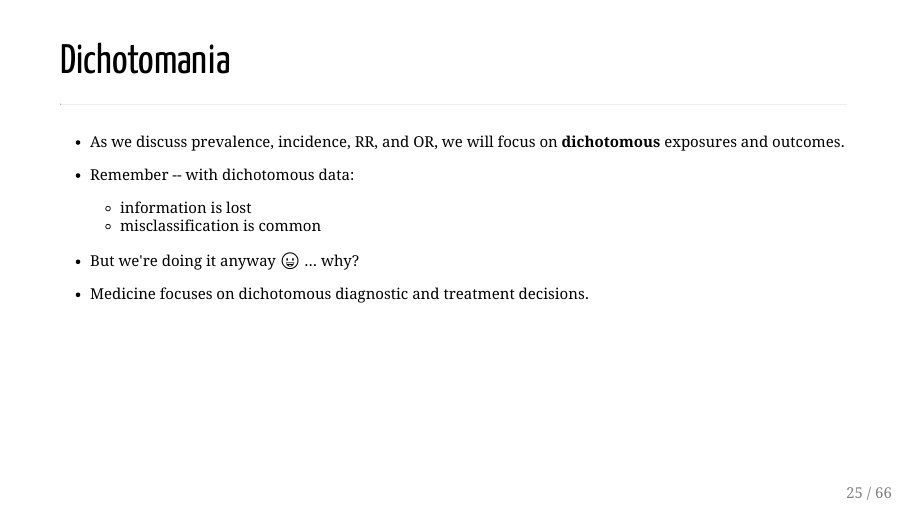 Dichotomania
• As we discuss prevalence, incidence, RR, and OR, we will focus on dichotomous exposures and outcomes.
• Remember -- with dichotomous data:
◦ information is lost
◦ misclassification is common
• But we're doing it anyway 😀 ... why?
• Medicine focuses on dichotomous diagnostic and treatment decisions.
25 / 66